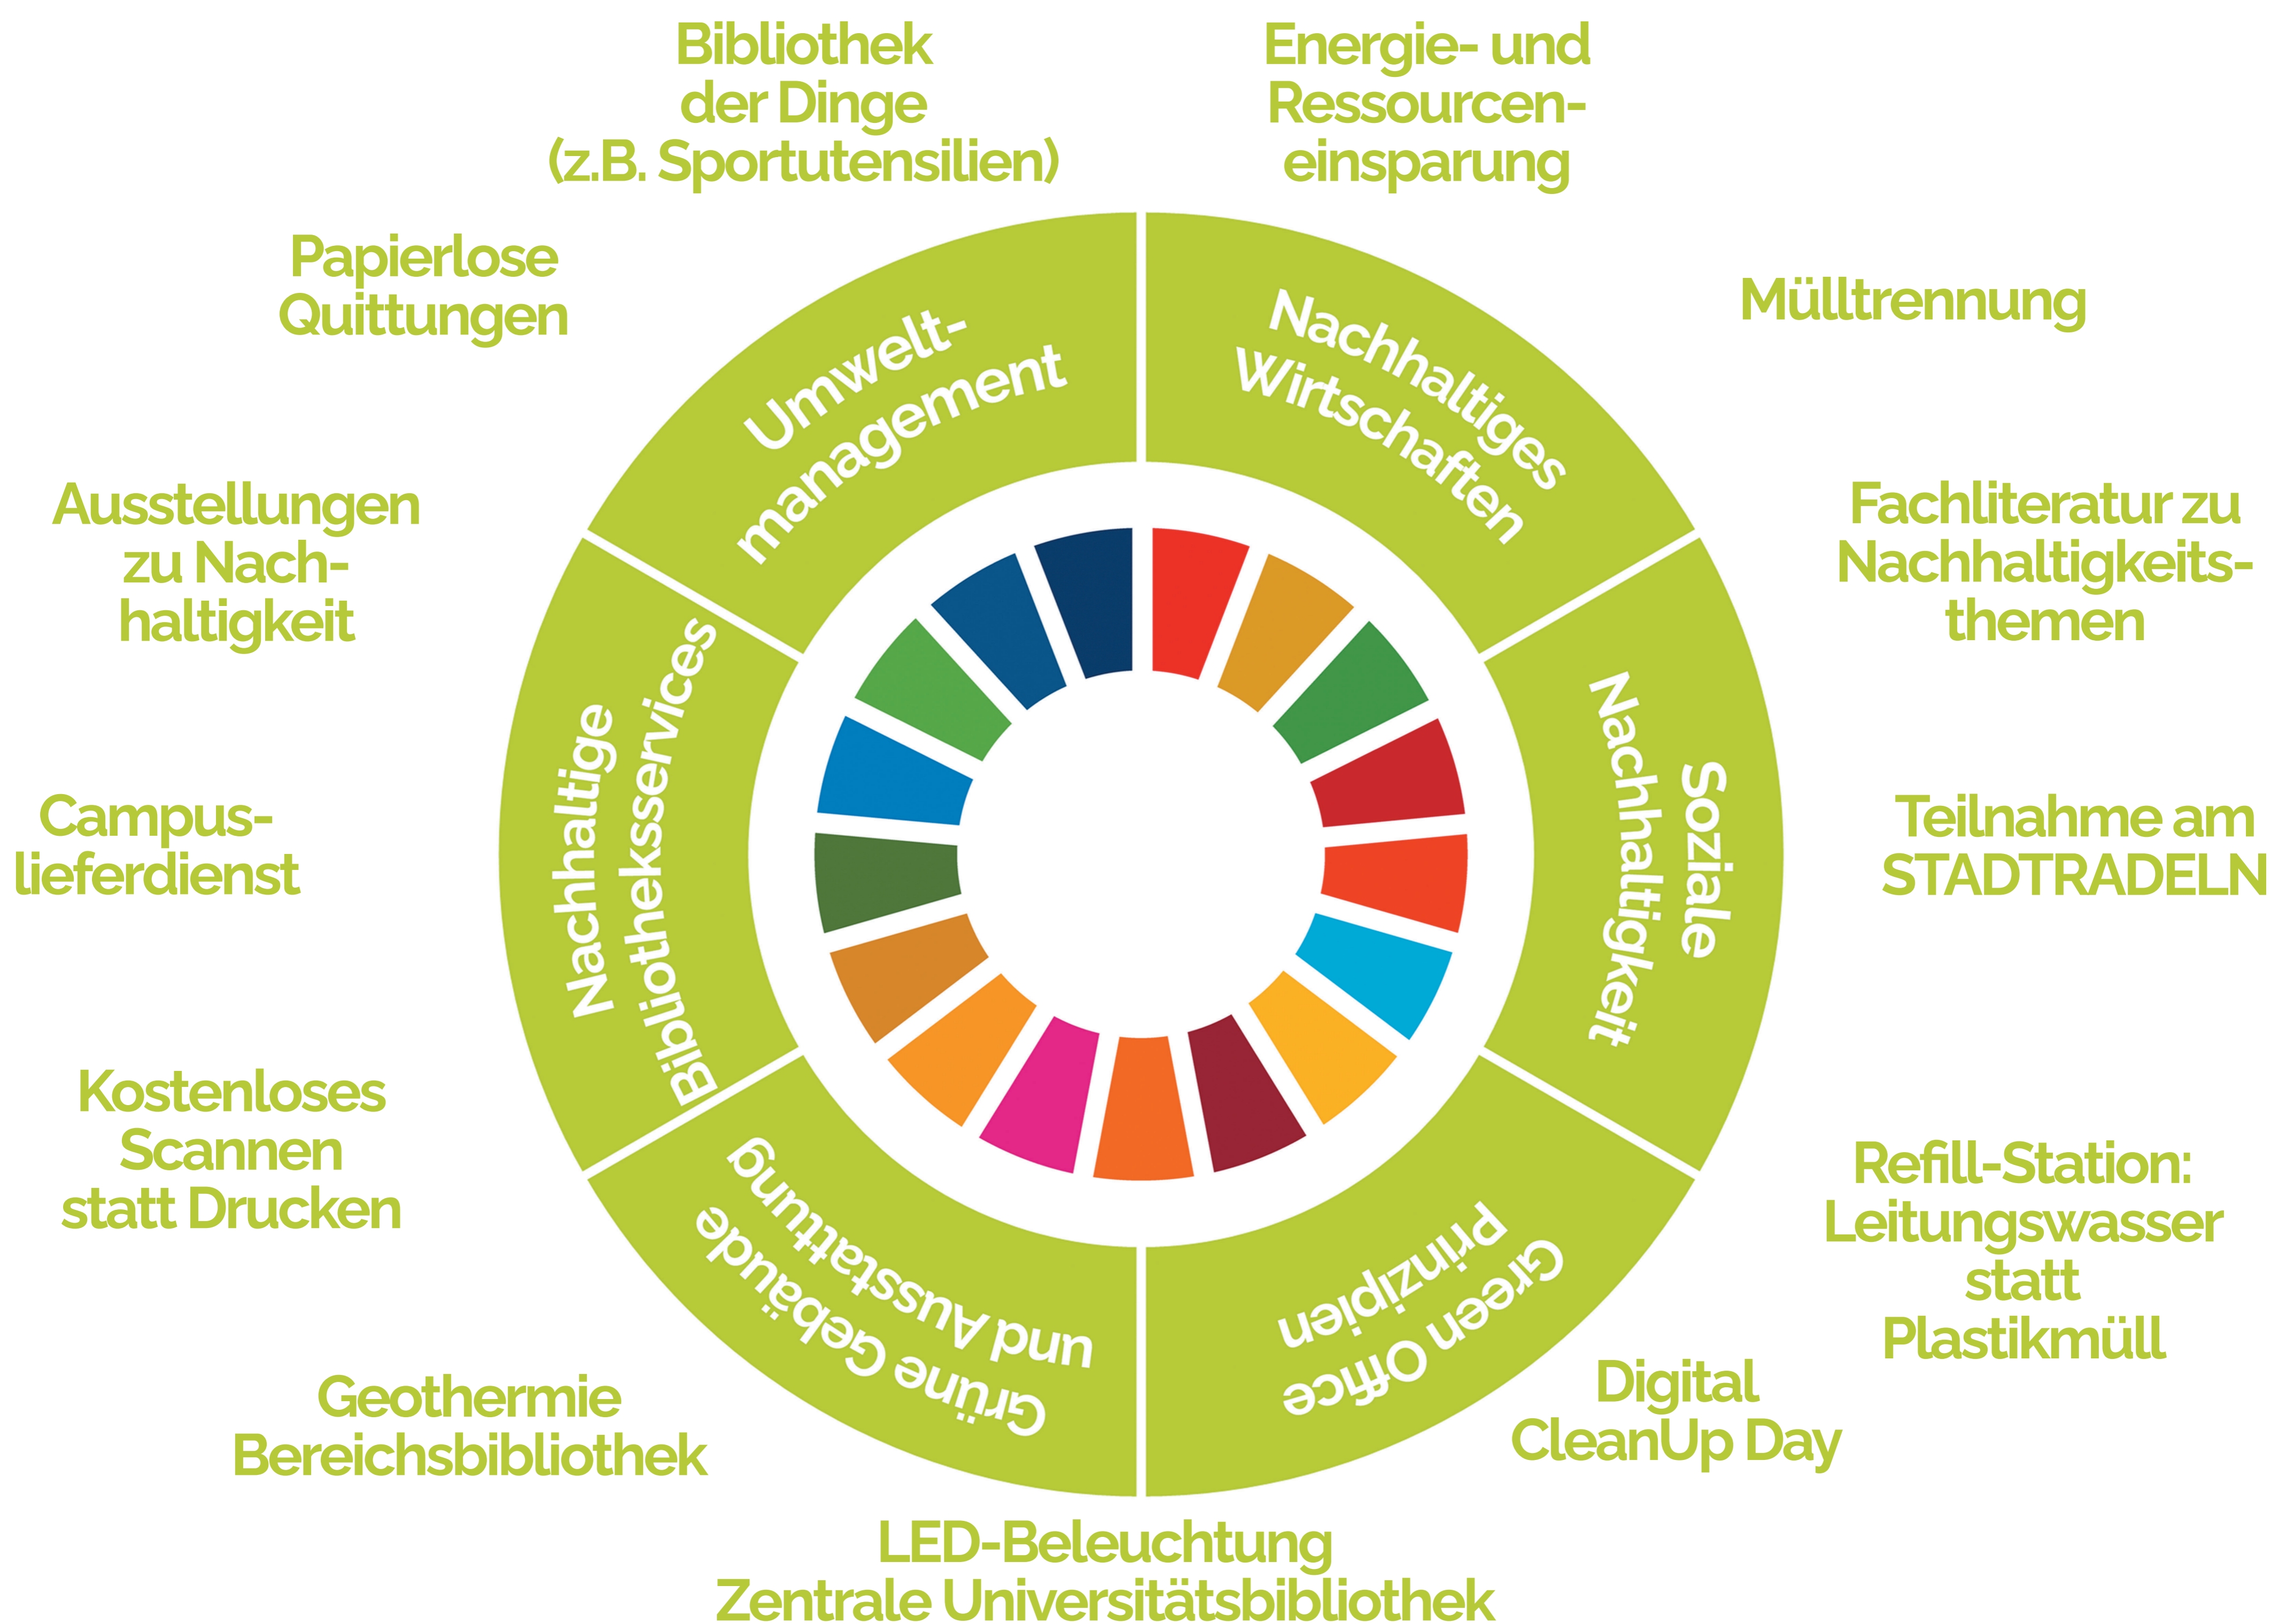 Bibliothek
der Dinge
(z.B. Sportutensilien)
Energie- und
Ressourcen-
einsparung
Papierlose
Quittungen
Mülltrennung
Ausstellungen
zu Nach-
haltigkeit
Fachliteratur zu
Nachhaltigkeits-
themen
Campus-
lieferdienst
Teilnahme am
STADTRADELN
Kostenloses
Scannen
statt Drucken
Refill-Station:
Leitungswasser
statt
Plastikmüll
Geothermie
Bereichsbibliothek
Digital
CleanUp Day
LED-Beleuchtung
Zentrale Universitätsbibliothek
Umwelt-
management
Nachhaltiges
Wirtschaften
Soziale
Nachhaltigkeit
Green Office
Prinzipien
Grüne Gebäude
und Ausstattung
Nachhaltige
Bibliotheksservices